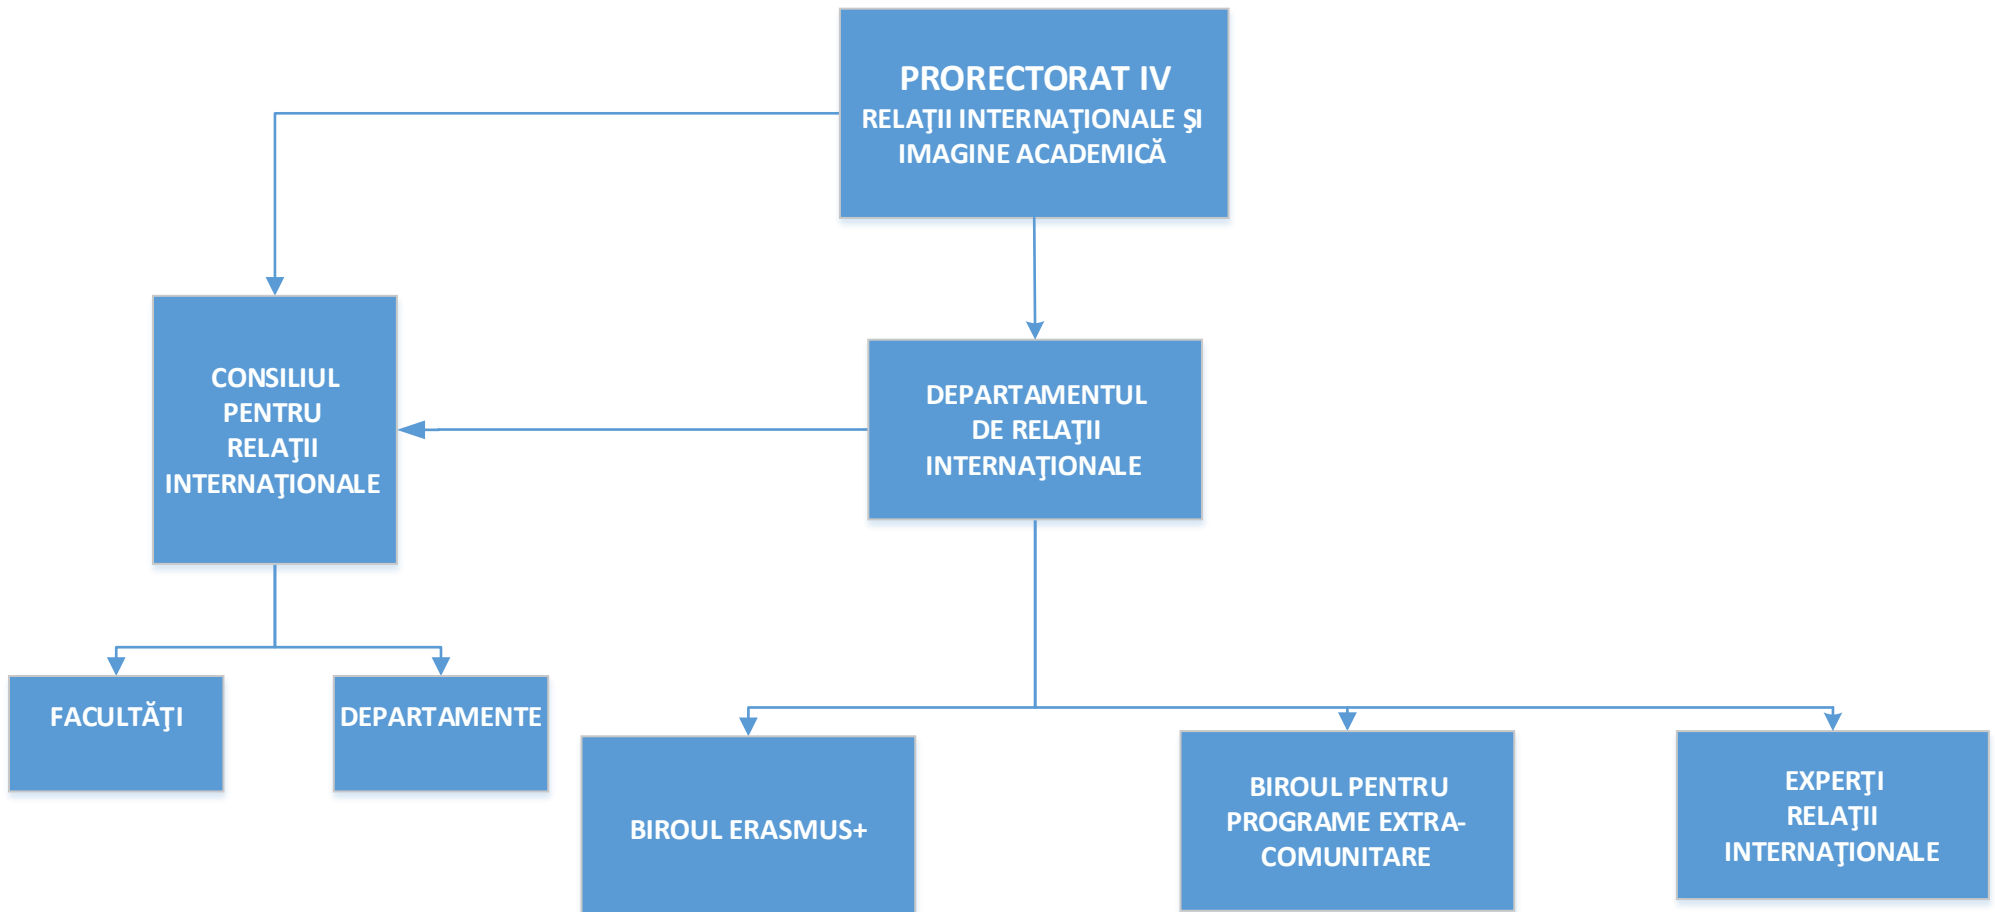 PRORECTORAT IV
RELAŢII INTERNAŢIONALE ŞI
IMAGINE ACADEMICĂ
CONSILIUL
PENTRU
RELAŢII
INTERNAŢIONALE
DEPARTAMENTUL
DE RELAŢII
INTERNAŢIONALE
FACULTĂŢI
DEPARTAMENTE
BIROUL ERASMUS+
BIROUL PENTRU
PROGRAME EXTRA-
COMUNITARE
EXPERŢI
RELAŢII
INTERNAŢIONALE